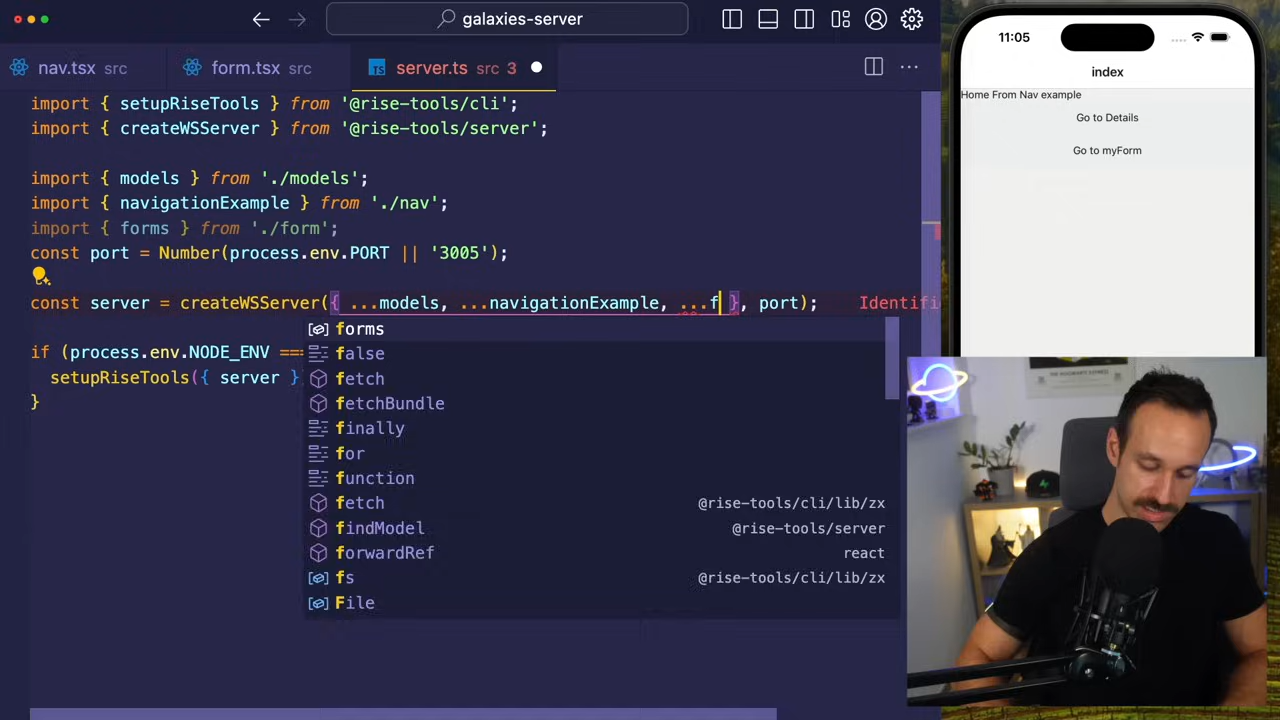 galaxies-server
nav.tsx src
form.tsx src
server.ts src 3
import { setupRiseTools } from '@rise-tools/cli';
import { createWSServer } from '@rise-tools/server';
import { models } from './models';
import { navigationExample } from './nav';
import { forms } from './form';
const port = Number(process.env.PORT || '3005');
const server = createWSServer({ ...models, ...navigationExample, ...f }, port); Identifi
forms
if (process.env.NODE_ENV ===
false
setupRiseTools({ server }
fetch
}
fetchBundle
finally
for
function
fetch @rise-tools/cli/lib/zx
findModel @rise-tools/server
forwardRef react
fs @rise-tools/cli/lib/zx
File
11:05
index
Home From Nav example
Go to Details
Go to myForm